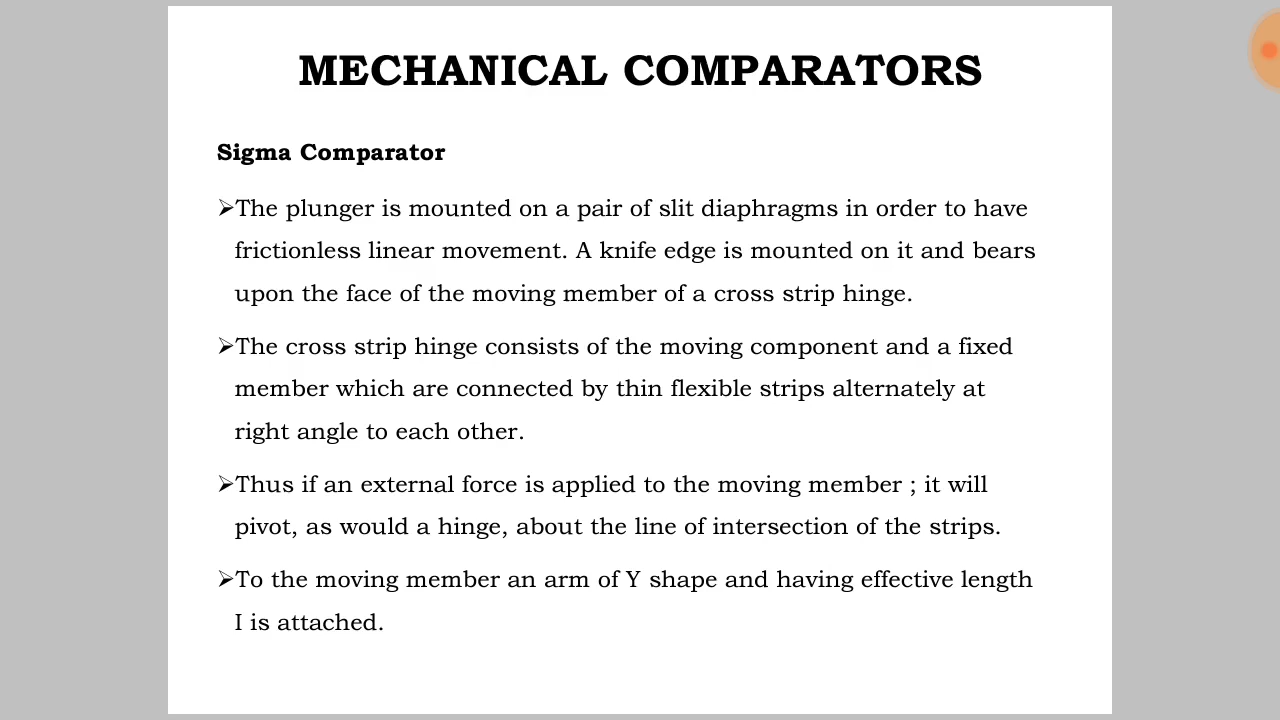 MECHANICAL COMPARATORS
Sigma Comparator
➢The plunger is mounted on a pair of slit diaphragms in order to have
frictionless linear movement. A knife edge is mounted on it and bears
upon the face of the moving member of a cross strip hinge.
➢The cross strip hinge consists of the moving component and a fixed
member which are connected by thin flexible strips alternately at
right angle to each other.
➢Thus if an external force is applied to the moving member ; it will
pivot, as would a hinge, about the line of intersection of the strips.
➢To the moving member an arm of Y shape and having effective length
I is attached.